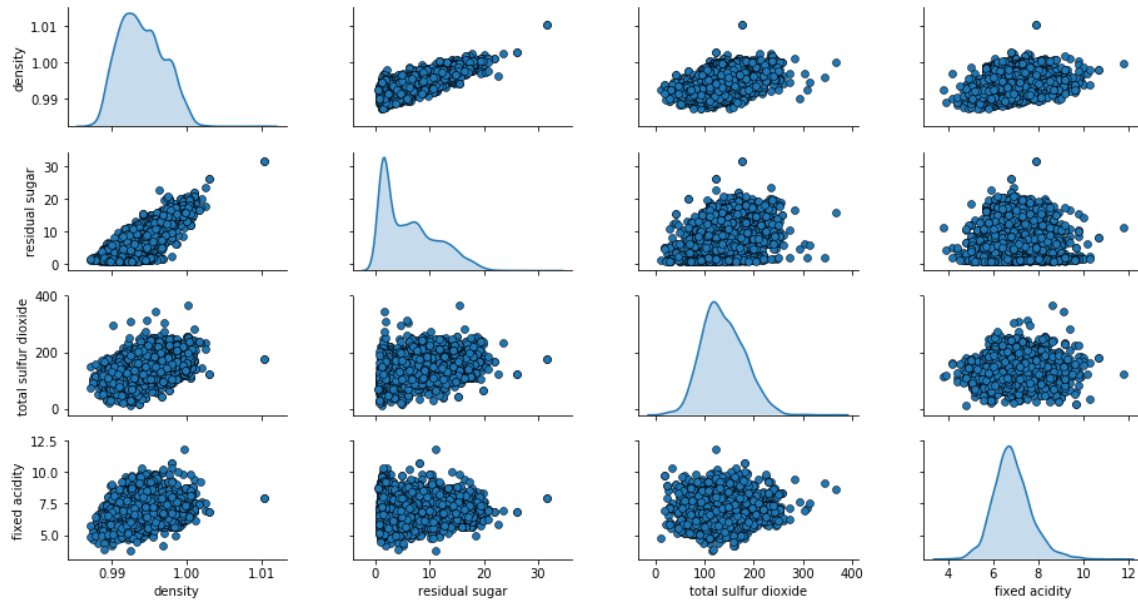 density
1.01
1.00
0.99
residual sugar
30
20
10
0
total sulfur dioxide
400
200
0
fixed acidity
12.5
10.0
7.5
5.0
0.99 1.00 1.01
density
0 10 20 30
residual sugar
0 100 200 300 400
total sulfur dioxide
4 6 8 10 12
fixed acidity